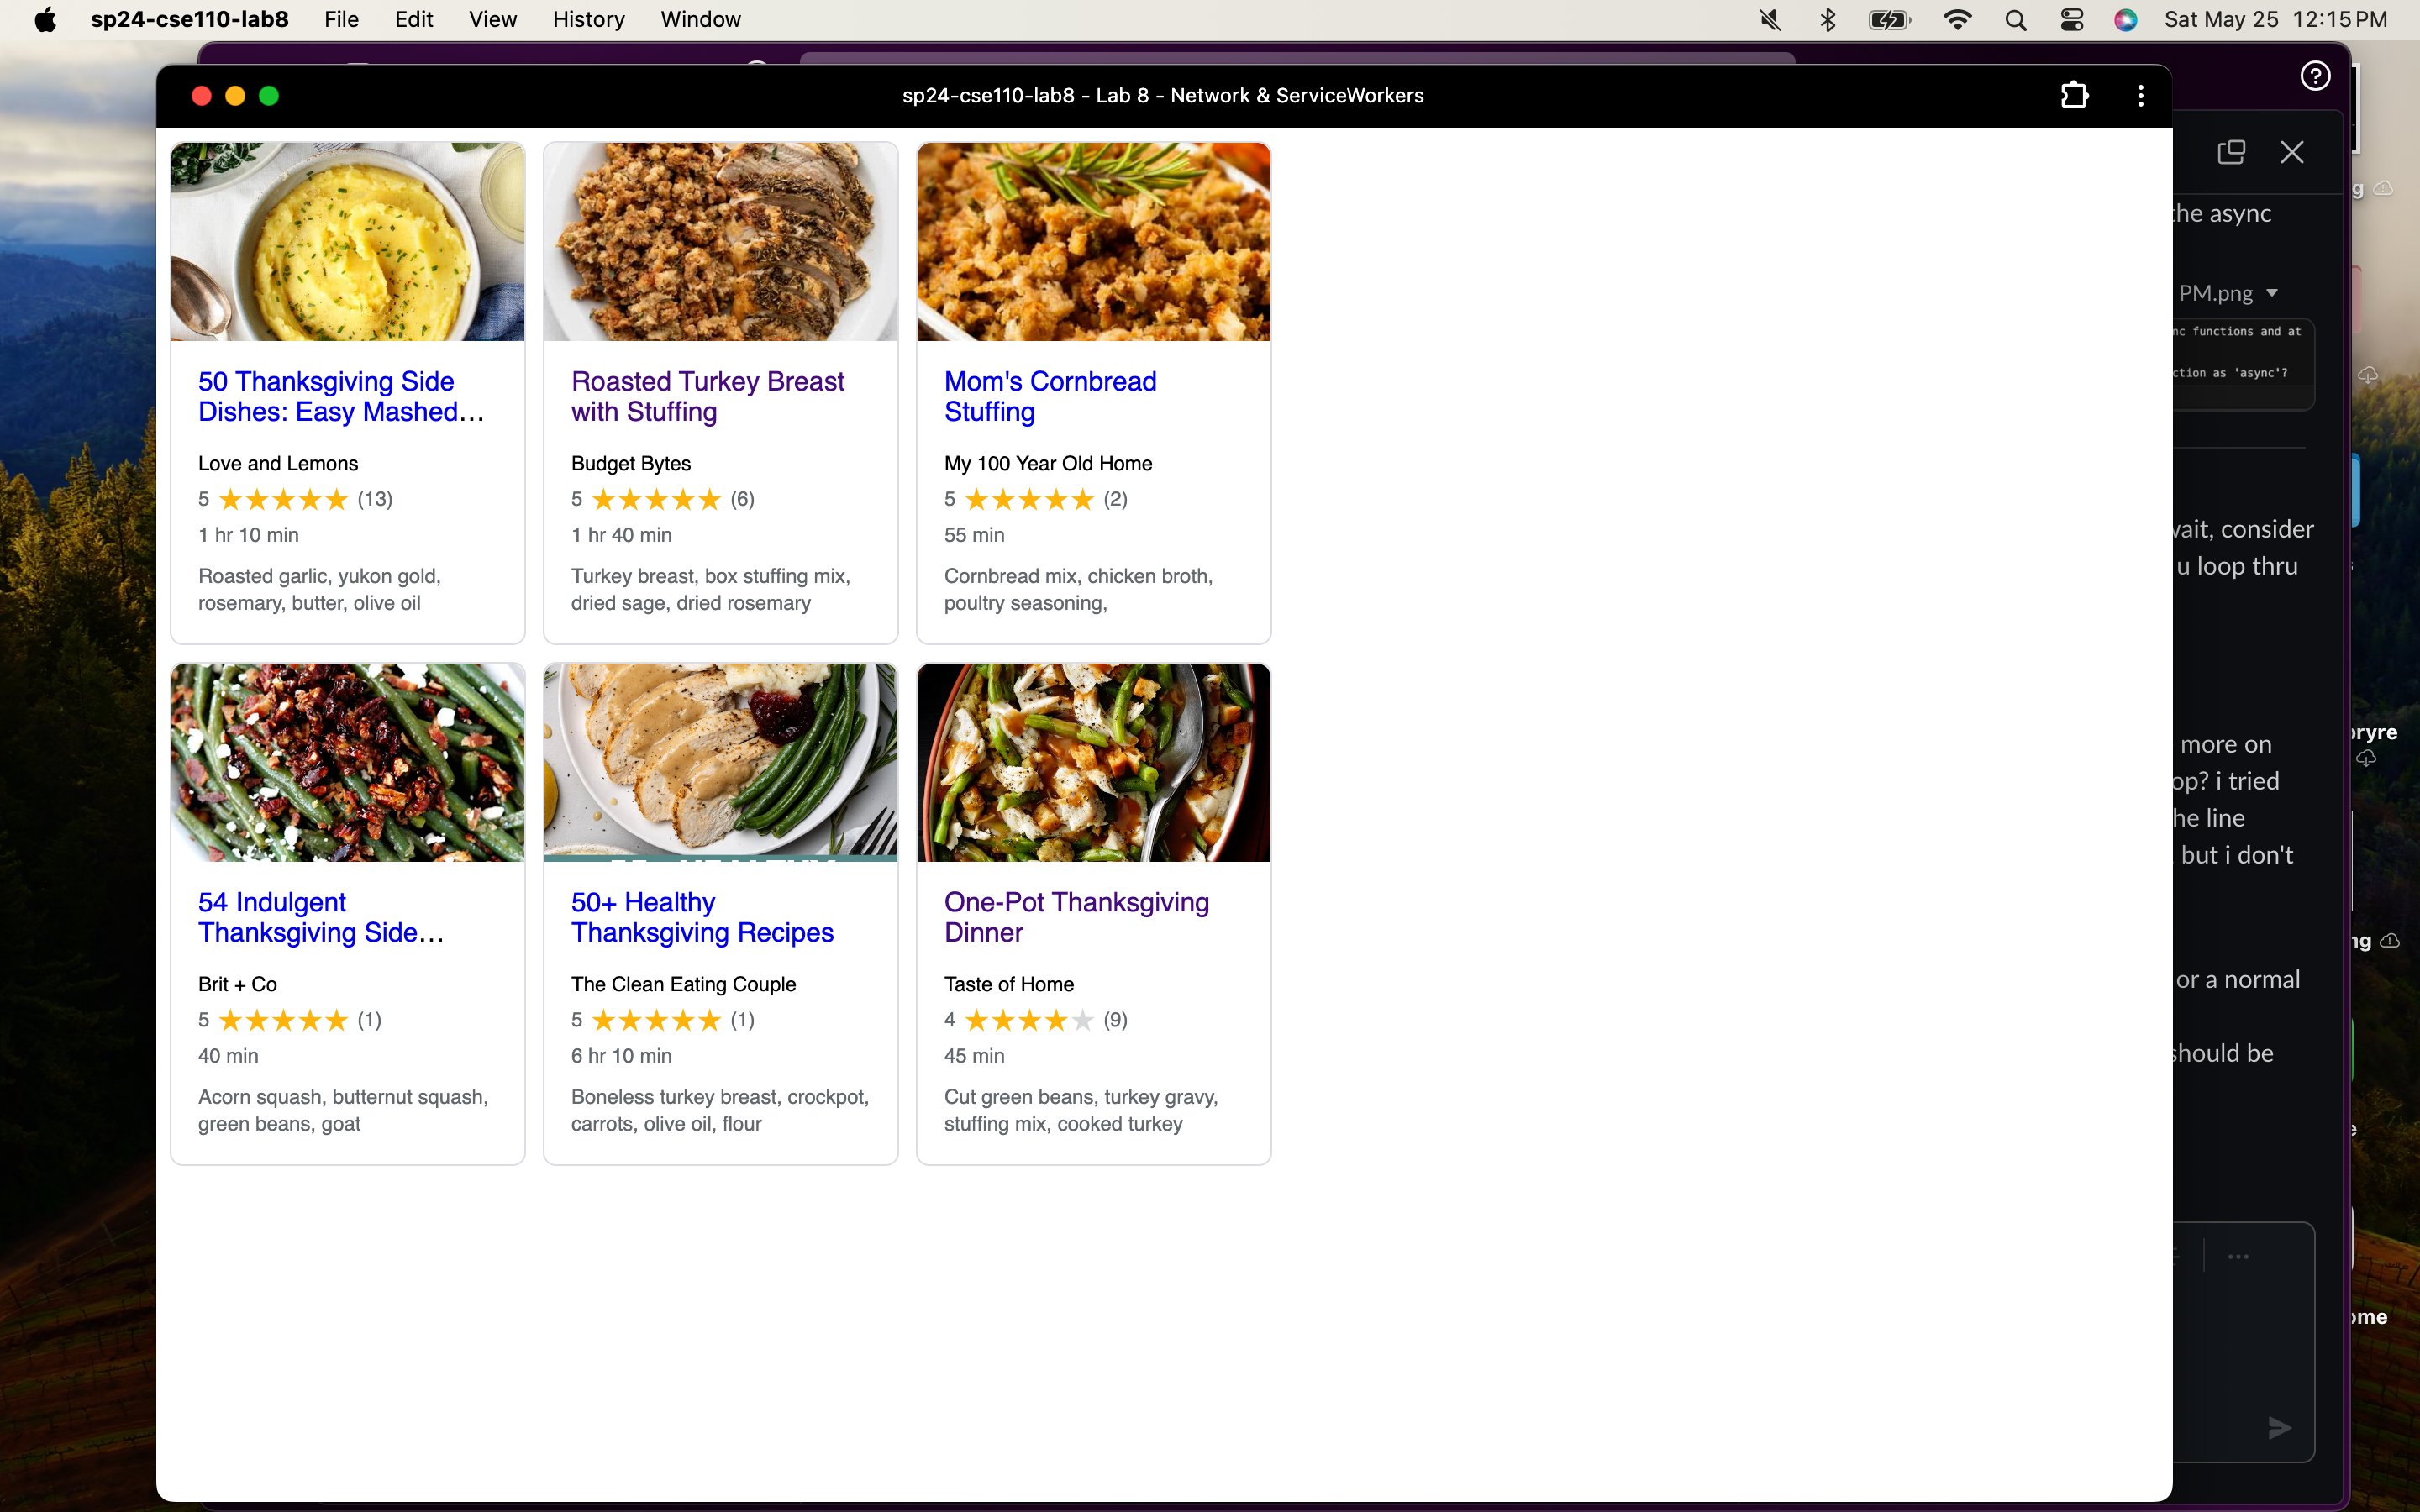 sp24-cse110-lab8 File Edit View History Window Sat May 25 12:15 PM
sp24-cse110-lab8 - Lab 8 - Network & ServiceWorkers
50 Thanksgiving Side
Dishes: Easy Mashed…
Love and Lemons
5 (13)
1 hr 10 min
Roasted garlic, yukon gold,
rosemary, butter, olive oil
Roasted Turkey Breast
with Stuffing
Budget Bytes
5 (6)
1 hr 40 min
Turkey breast, box stuffing mix,
dried sage, dried rosemary
Mom's Cornbread
Stuffing
My 100 Year Old Home
5 (2)
55 min
Cornbread mix, chicken broth,
poultry seasoning,
54 Indulgent
Thanksgiving Side…
Brit + Co
5 (1)
40 min
Acorn squash, butternut squash,
green beans, goat
50+ Healthy
Thanksgiving Recipes
The Clean Eating Couple
5 (1)
6 hr 10 min
Boneless turkey breast, crockpot,
carrots, olive oil, flour
One-Pot Thanksgiving
Dinner
Taste of Home
4 (9)
45 min
Cut green beans, turkey gravy,
stuffing mix, cooked turkey
the async
PM.png
functions and at
as 'async'?
consider
u loop thru
more on
i tried
line
but i don't
or a normal
should be